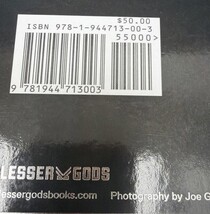 $50.00
ISBN 978-1-944713-00-3
55000>
9 781944 713003
LESSER GODS
lessergodsbooks.com
Photography by Joe